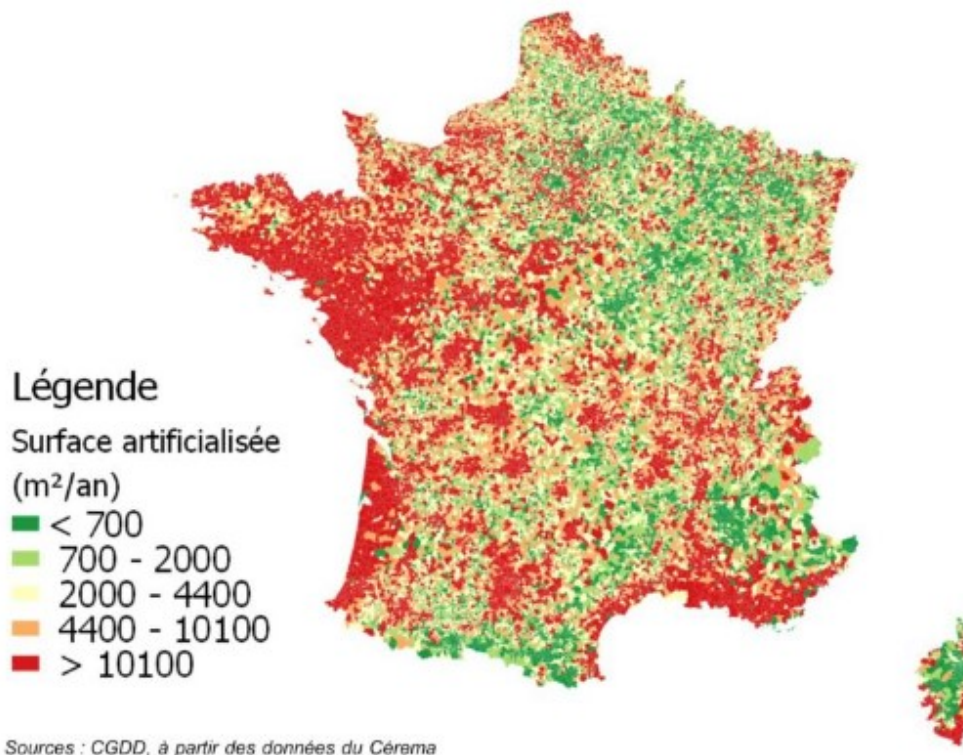 Légende
Surface artificialisée
(m²/an)
< 700
700 - 2000
2000 - 4400
4400 - 10100
> 10100
Sources : CGDD, à partir des données du Cérema